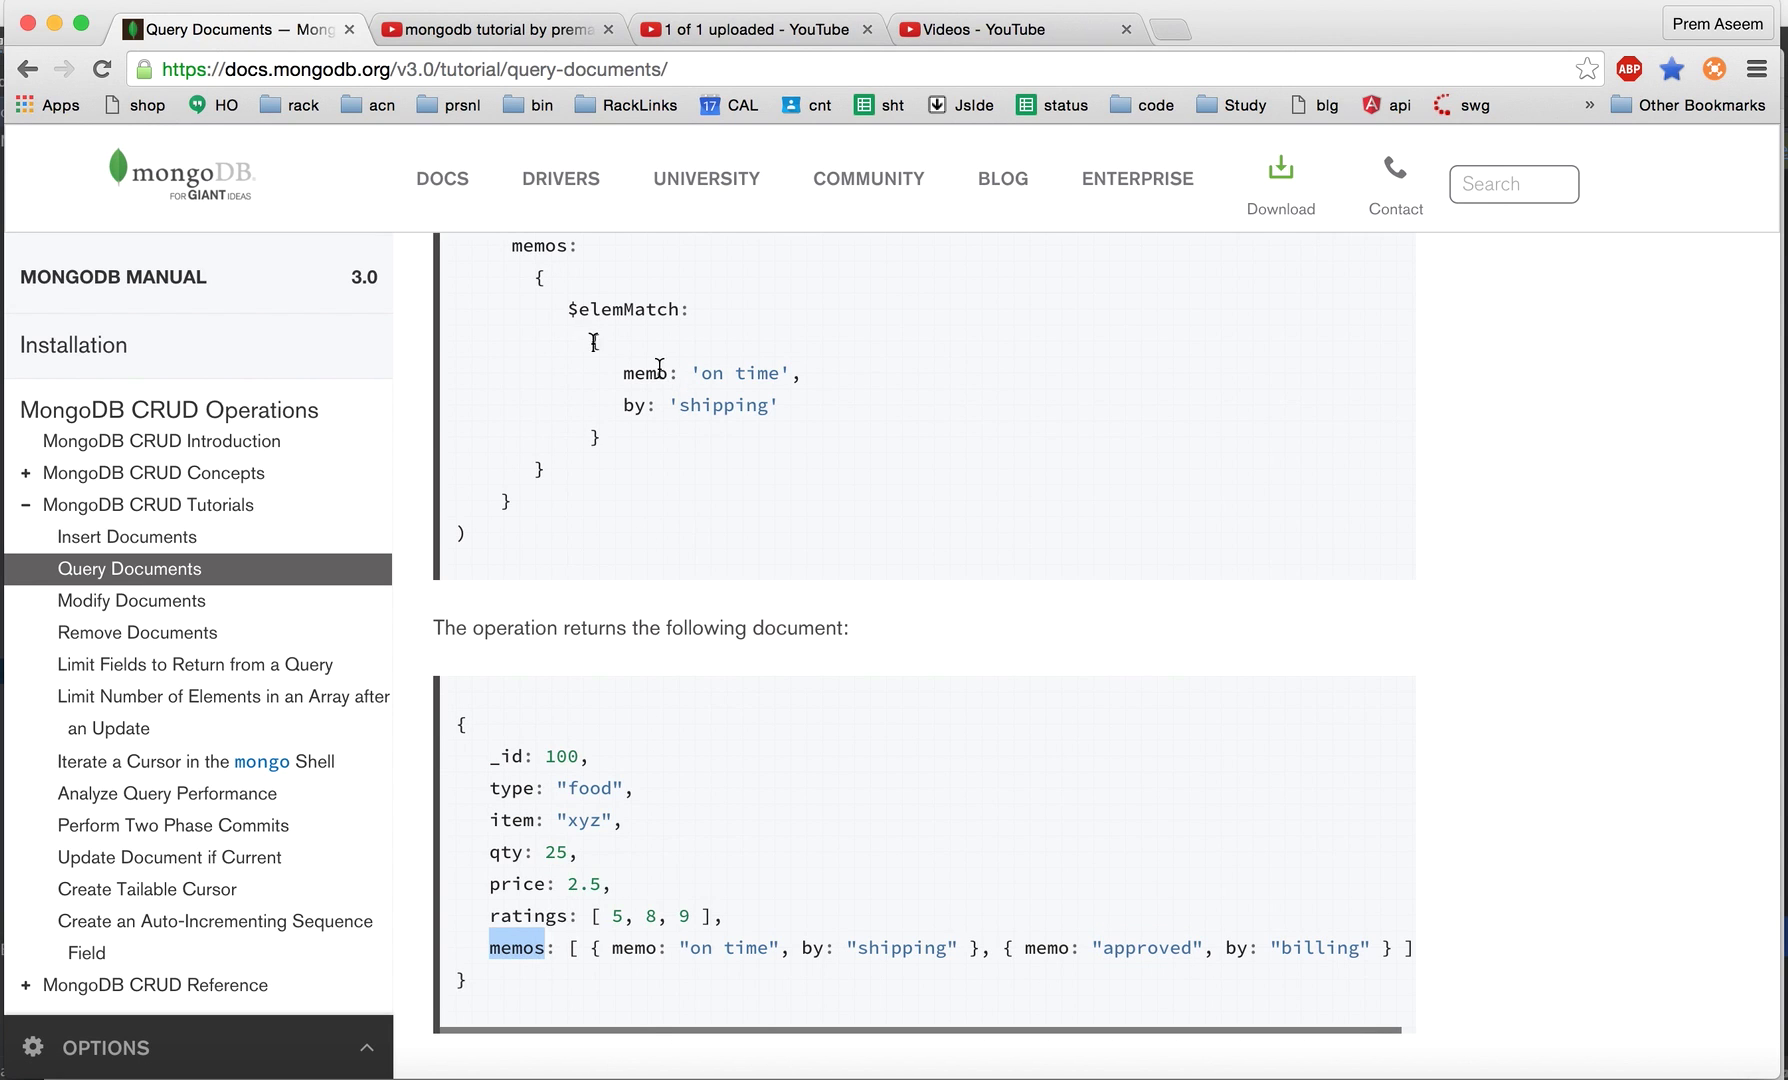 Query Documents — Mong
mongodb tutorial by prema
1 of 1 uploaded - YouTube
Videos - YouTube
Prem Aseem
https://docs.mongodb.org/v3.0/tutorial/query-documents/
ABP
Apps shop HO rack acn prsnl bin RackLinks 17 CAL cnt sht Jslde status code Study blg api swg » Other Bookmarks
mongoDB.
FOR GIANT IDEAS
DOCS DRIVERS UNIVERSITY COMMUNITY BLOG ENTERPRISE
Download
Contact
Search
MONGODB MANUAL 3.0
Installation
MongoDB CRUD Operations
MongoDB CRUD Introduction
+ MongoDB CRUD Concepts
– MongoDB CRUD Tutorials
Insert Documents
Query Documents
Modify Documents
Remove Documents
Limit Fields to Return from a Query
Limit Number of Elements in an Array after
an Update
Iterate a Cursor in the mongo Shell
Analyze Query Performance
Perform Two Phase Commits
Update Document if Current
Create Tailable Cursor
Create an Auto-Incrementing Sequence
Field
+ MongoDB CRUD Reference
OPTIONS
memos:
{
$elemMatch:
{
memo: 'on time',
by: 'shipping'
}
}
}
)
The operation returns the following document:
{
_id: 100,
type: "food",
item: "xyz",
qty: 25,
price: 2.5,
ratings: [ 5, 8, 9 ],
memos: [ { memo: "on time", by: "shipping" }, { memo: "approved", by: "billing" } ]
}